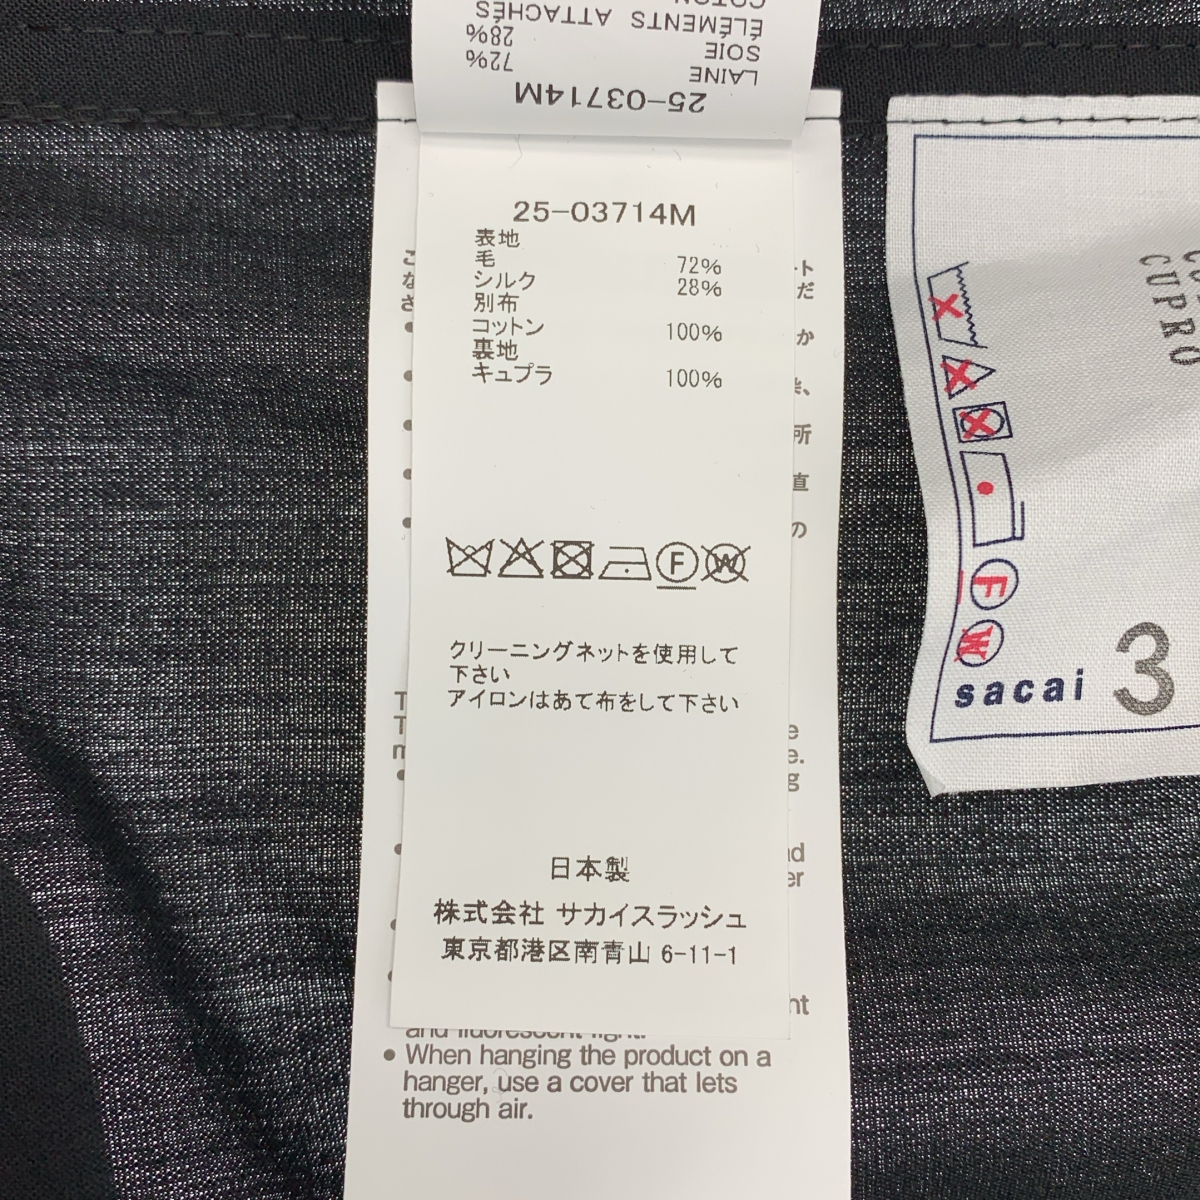 COTON
ÉLÉMENTS ATTACHÉS
SOIE 28%
LAINE 72%
25-03714M
25-03714M
表地
毛 72%
シルク 28%
別布
コットン 100%
裏地
キュプラ 100%
F W
クリーニングネットを使用して
下さい
アイロンはあて布をして下さい
日本製
株式会社 サカイスラッシュ
東京都港区南青山 6-11-1
• When hanging the product on a
hanger, use a cover that lets
through air.
CUPRO
F
W
sacai 3